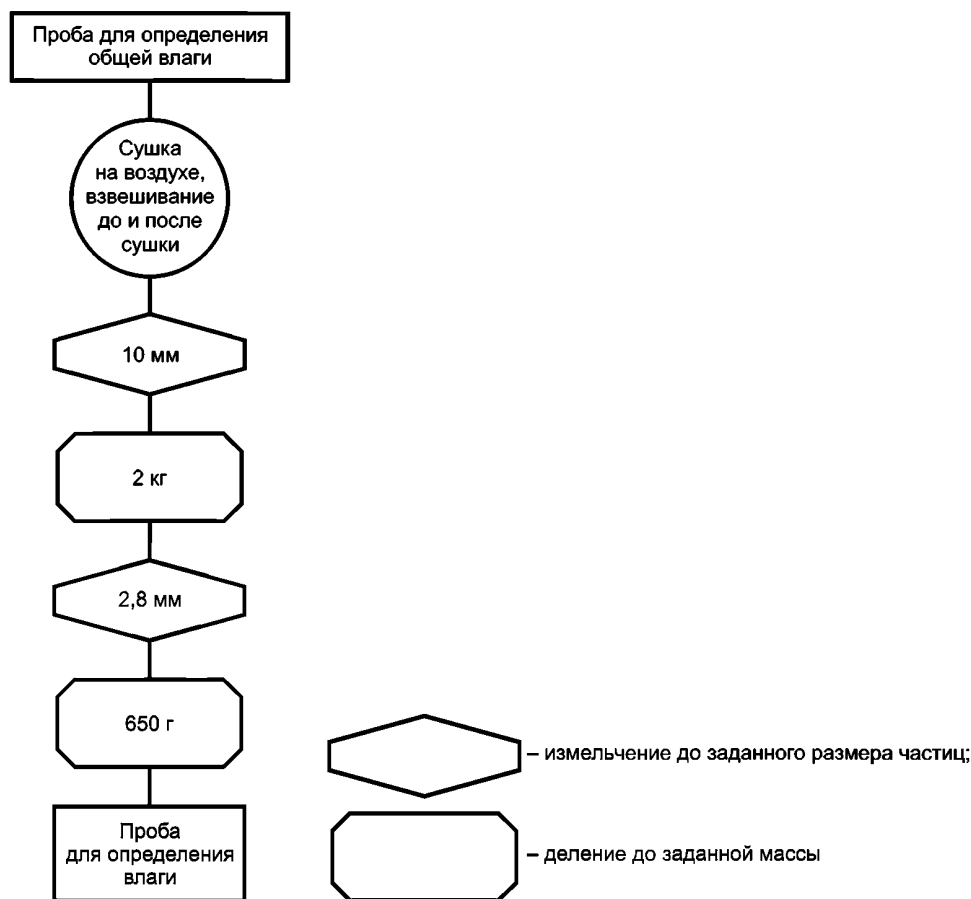 Проба для определения
общей влаги
Сушка
на воздухе,
взвешивание
до и после
сушки
10 мм
2 кг
2,8 мм
650 г
Проба
для определения
влаги
– измельчение до заданного размера частиц;
– деление до заданной массы